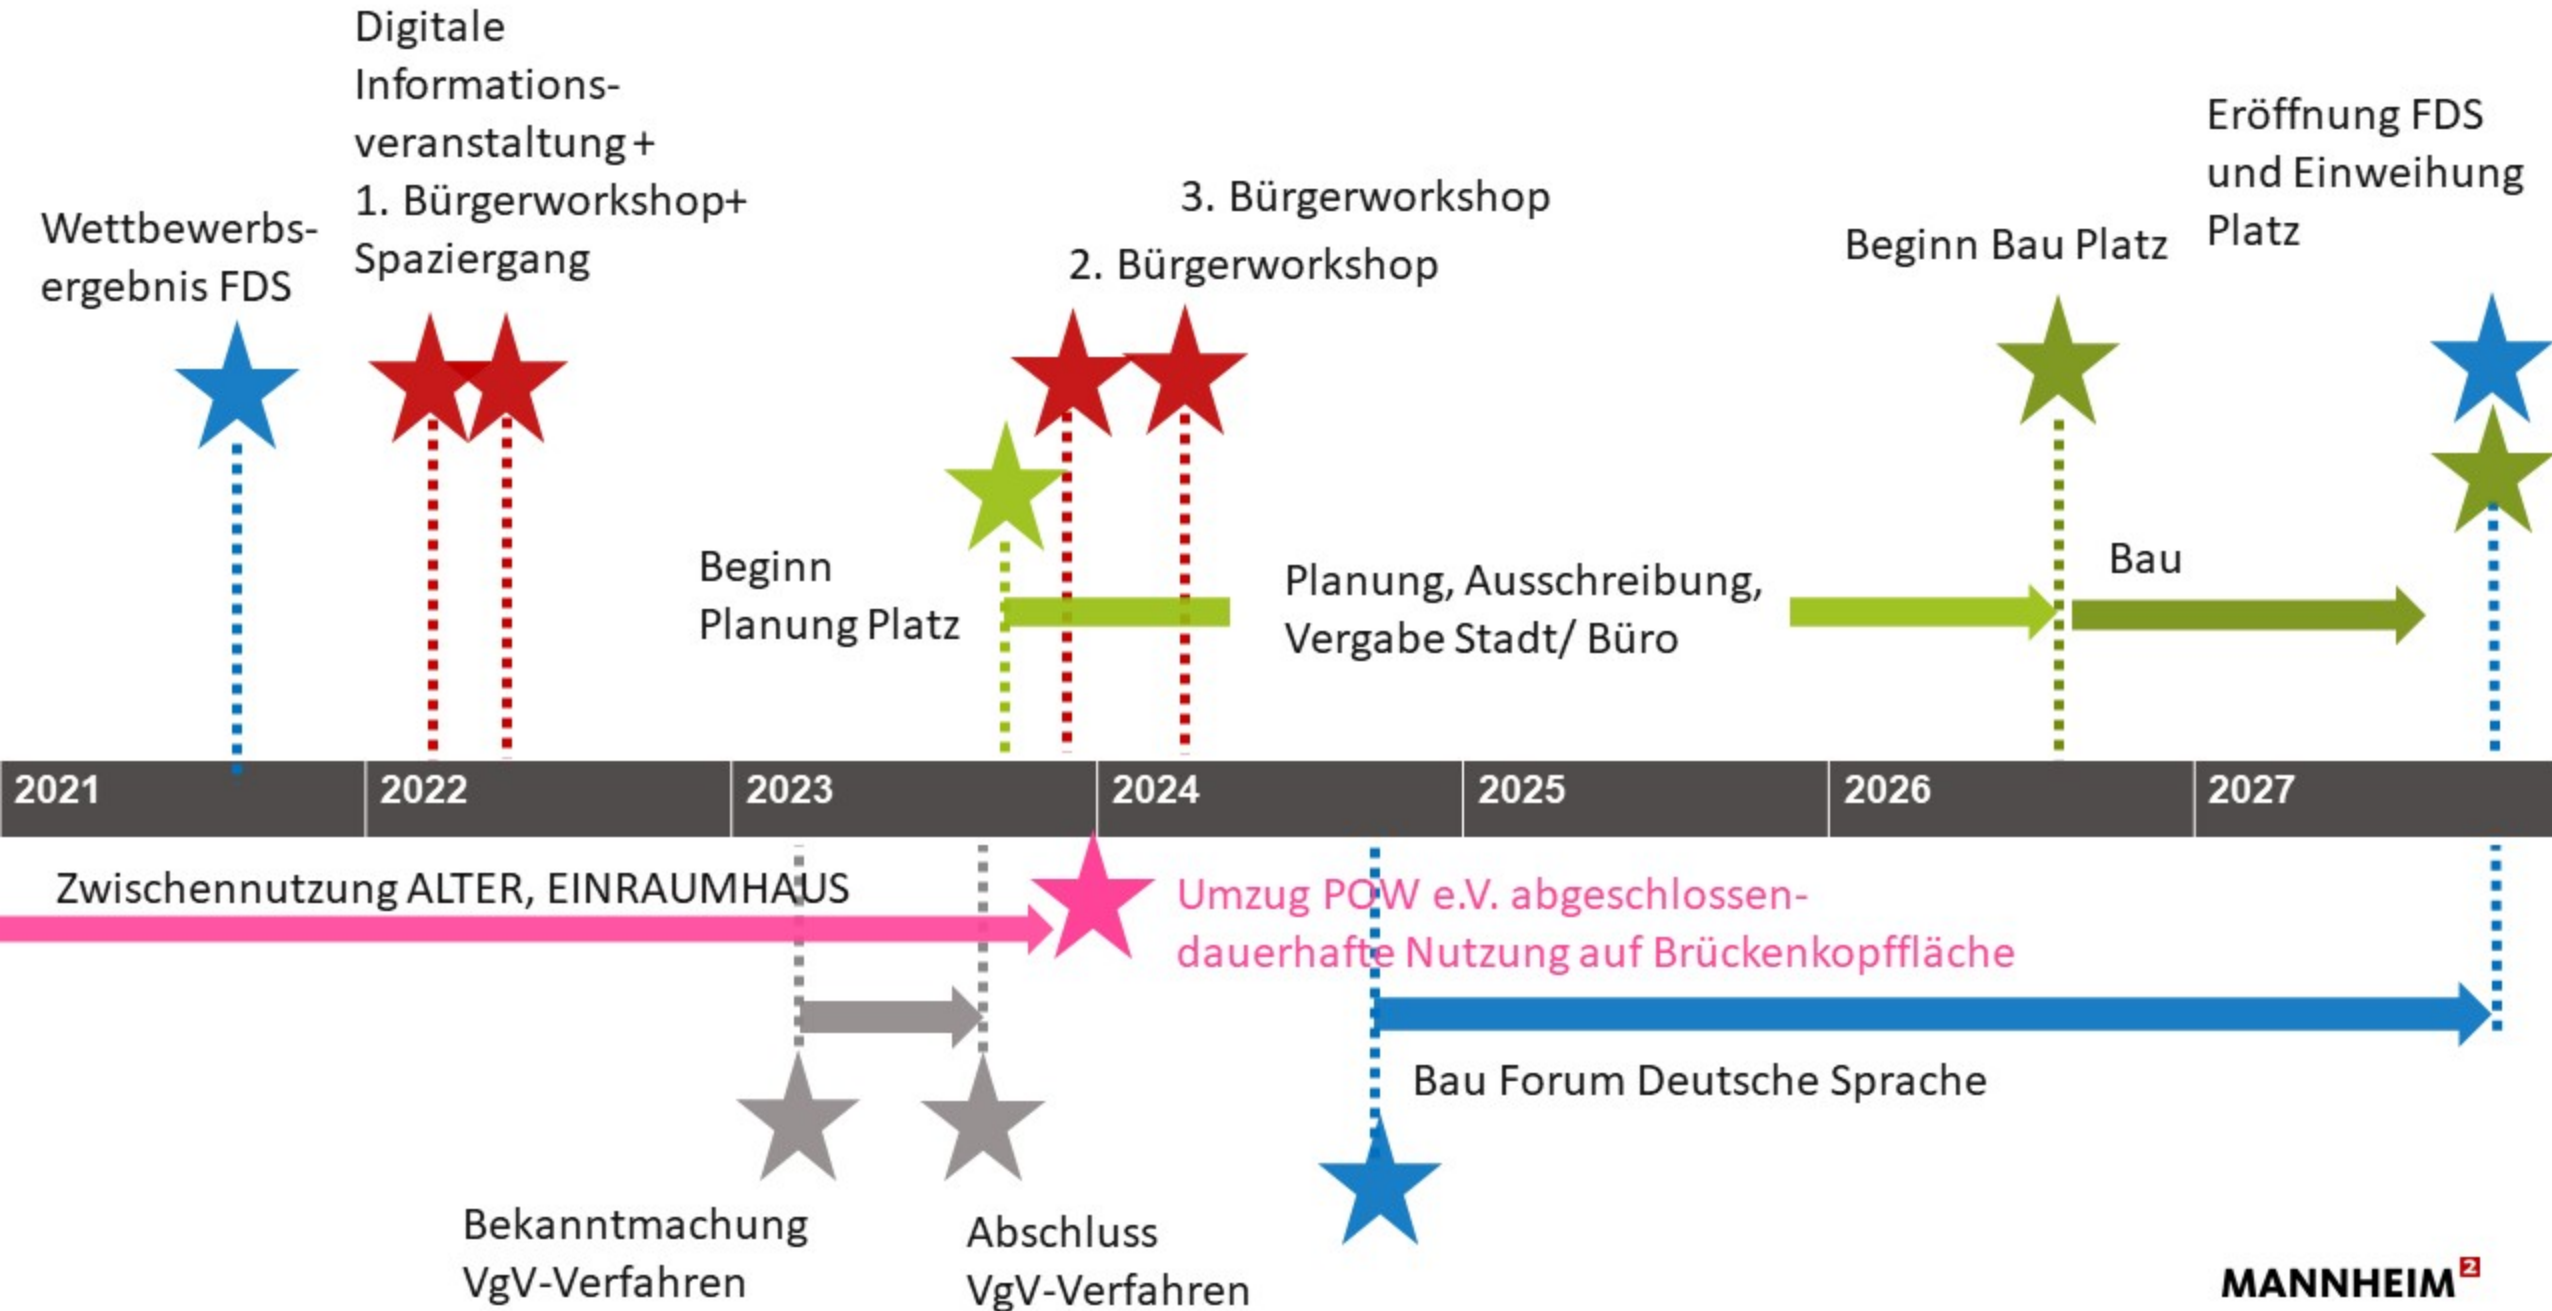 Digitale
Informations-
veranstaltung+
1. Bürgerworkshop+
Spaziergang
Wettbewerbs-
ergebnis FDS
3. Bürgerworkshop
2. Bürgerworkshop
Beginn Bau Platz
Eröffnung FDS
und Einweihung
Platz
Beginn
Planung Platz
Planung, Ausschreibung,
Vergabe Stadt/ Büro
Bau
2021 2022 2023 2024 2025 2026 2027
Zwischennutzung ALTER, EINRAUMHAUS
Umzug POW e.V. abgeschlossen-
dauerhafte Nutzung auf Brückenkopffläche
Bau Forum Deutsche Sprache
Bekanntmachung
VgV-Verfahren
Abschluss
VgV-Verfahren
MANNHEIM²